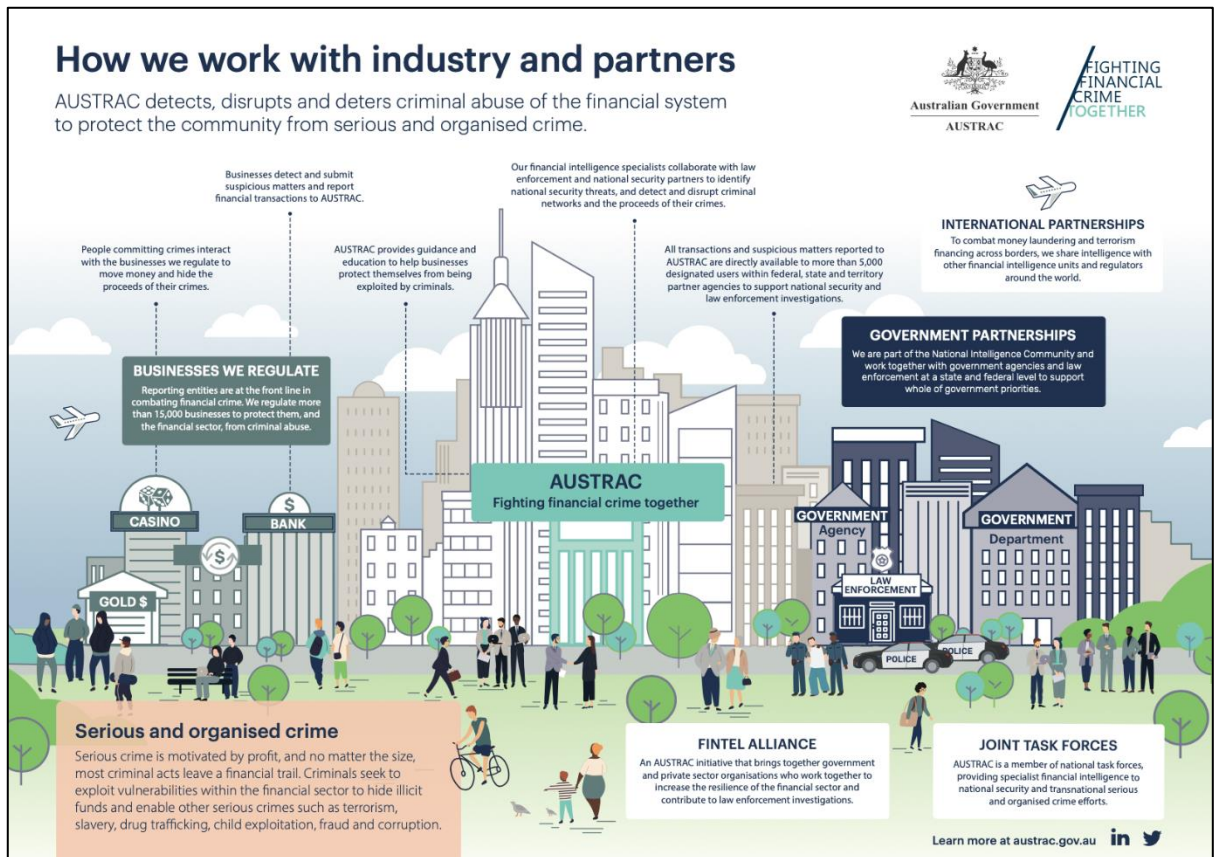 How we work with industry and partners
AUSTRAC detects, disrupts and deters criminal abuse of the financial system
to protect the community from serious and organised crime.
Australian Government
AUSTRAC
FIGHTING
FINANCIAL
CRIME
TOGETHER
Businesses detect and submit
suspicious matters and report
financial transactions to AUSTRAC.
Our financial intelligence specialists collaborate with law
enforcement and national security partners to identify
national security threats, and detect and disrupt criminal
networks and the proceeds of their crimes.
People committing crimes interact
with the businesses we regulate to
move money and hide the
proceeds of their crimes.
AUSTRAC provides guidance and
education to help businesses
protect themselves from being
exploited by criminals.
All transactions and suspicious matters reported to
AUSTRAC are directly available to more than 5,000
designated users within federal, state and territory
partner agencies to support national security and
law enforcement investigations.
INTERNATIONAL PARTNERSHIPS
To combat money laundering and terrorism
financing across borders, we share intelligence with
other financial intelligence units and regulators
around the world.
GOVERNMENT PARTNERSHIPS
We are part of the National Intelligence Community and
work together with government agencies and law
enforcement at a state and federal level to support
whole of government priorities.
BUSINESSES WE REGULATE
Reporting entities are at the front line in
combating financial crime. We regulate more
than 15,000 businesses to protect them, and
the financial sector, from criminal abuse.
AUSTRAC
Fighting financial crime together
CASINO
$
BANK
$
GOLD $
GOVERNMENT
Agency
GOVERNMENT
Department
LAW
ENFORCEMENT
POLICE
POLICE
Serious and organised crime
Serious crime is motivated by profit, and no matter the size,
most criminal acts leave a financial trail. Criminals seek to
exploit vulnerabilities within the financial sector to hide illicit
funds and enable other serious crimes such as terrorism,
slavery, drug trafficking, child exploitation, fraud and corruption.
FINTEL ALLIANCE
An AUSTRAC initiative that brings together government
and private sector organisations who work together to
increase the resilience of the financial sector and
contribute to law enforcement investigations.
JOINT TASK FORCES
AUSTRAC is a member of national task forces,
providing specialist financial intelligence to
national security and transnational serious
and organised crime efforts.
Learn more at austrac.gov.au in